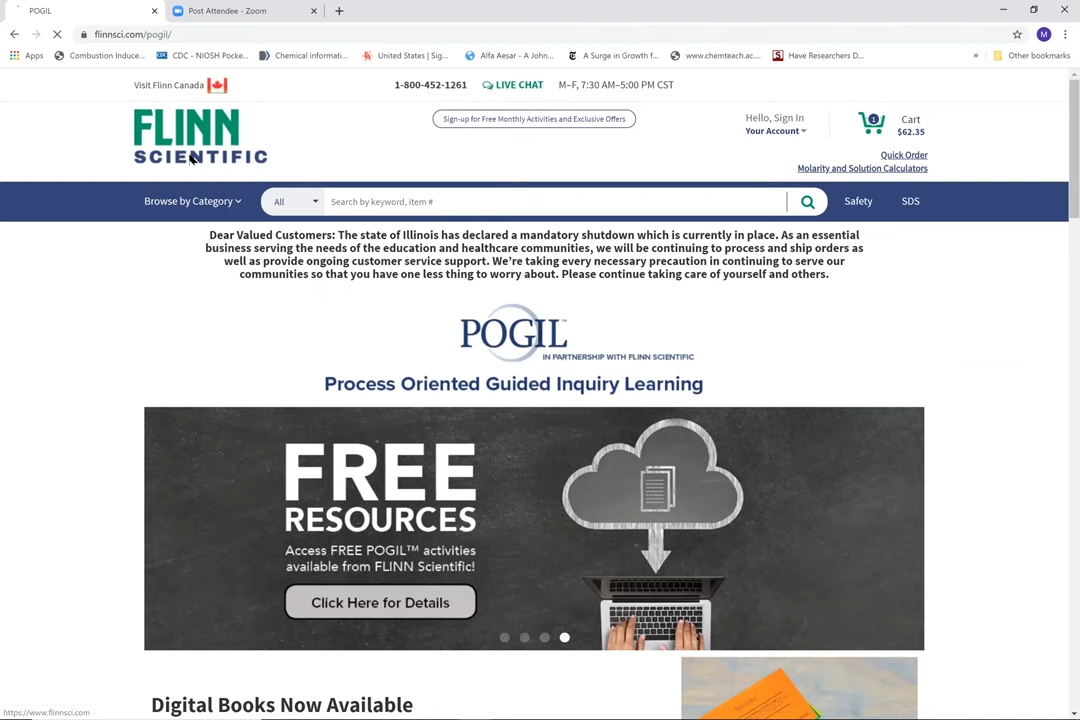 POGIL
Post Attendee - Zoom
flinnsci.com/pogil/
M
Apps
Combustion Induce...
CDC - NIOSH Pocke...
Chemical informati...
United States | Sig...
Alfa Aesar - A John...
A Surge in Growth f...
www.chemteach.ac....
Have Researchers D...
»
Other bookmarks
Visit Flinn Canada
1-800-452-1261
LIVE CHAT
M–F, 7:30 AM–5:00 PM CST
FLINN
SCIENTIFIC
Sign-up for Free Monthly Activities and Exclusive Offers
Hello, Sign In
Your Account
1
Cart
$62.35
Quick Order
Molarity and Solution Calculators
Browse by Category
All
Search by keyword, item #
Safety
SDS
Dear Valued Customers: The state of Illinois has declared a mandatory shutdown which is currently in place. As an essential
business serving the needs of the education and healthcare communities, we will be continuing to process and ship orders as
well as provide ongoing customer service support. We're taking every necessary precaution in continuing to serve our
communities so that you have one less thing to worry about. Please continue taking care of yourself and others.
POGIL™
IN PARTNERSHIP WITH FLINN SCIENTIFIC
Process Oriented Guided Inquiry Learning
FREE
RESOURCES
Access FREE POGIL™ activities
available from FLINN Scientific!
Click Here for Details
Digital Books Now Available
https://www.flinnsci.com